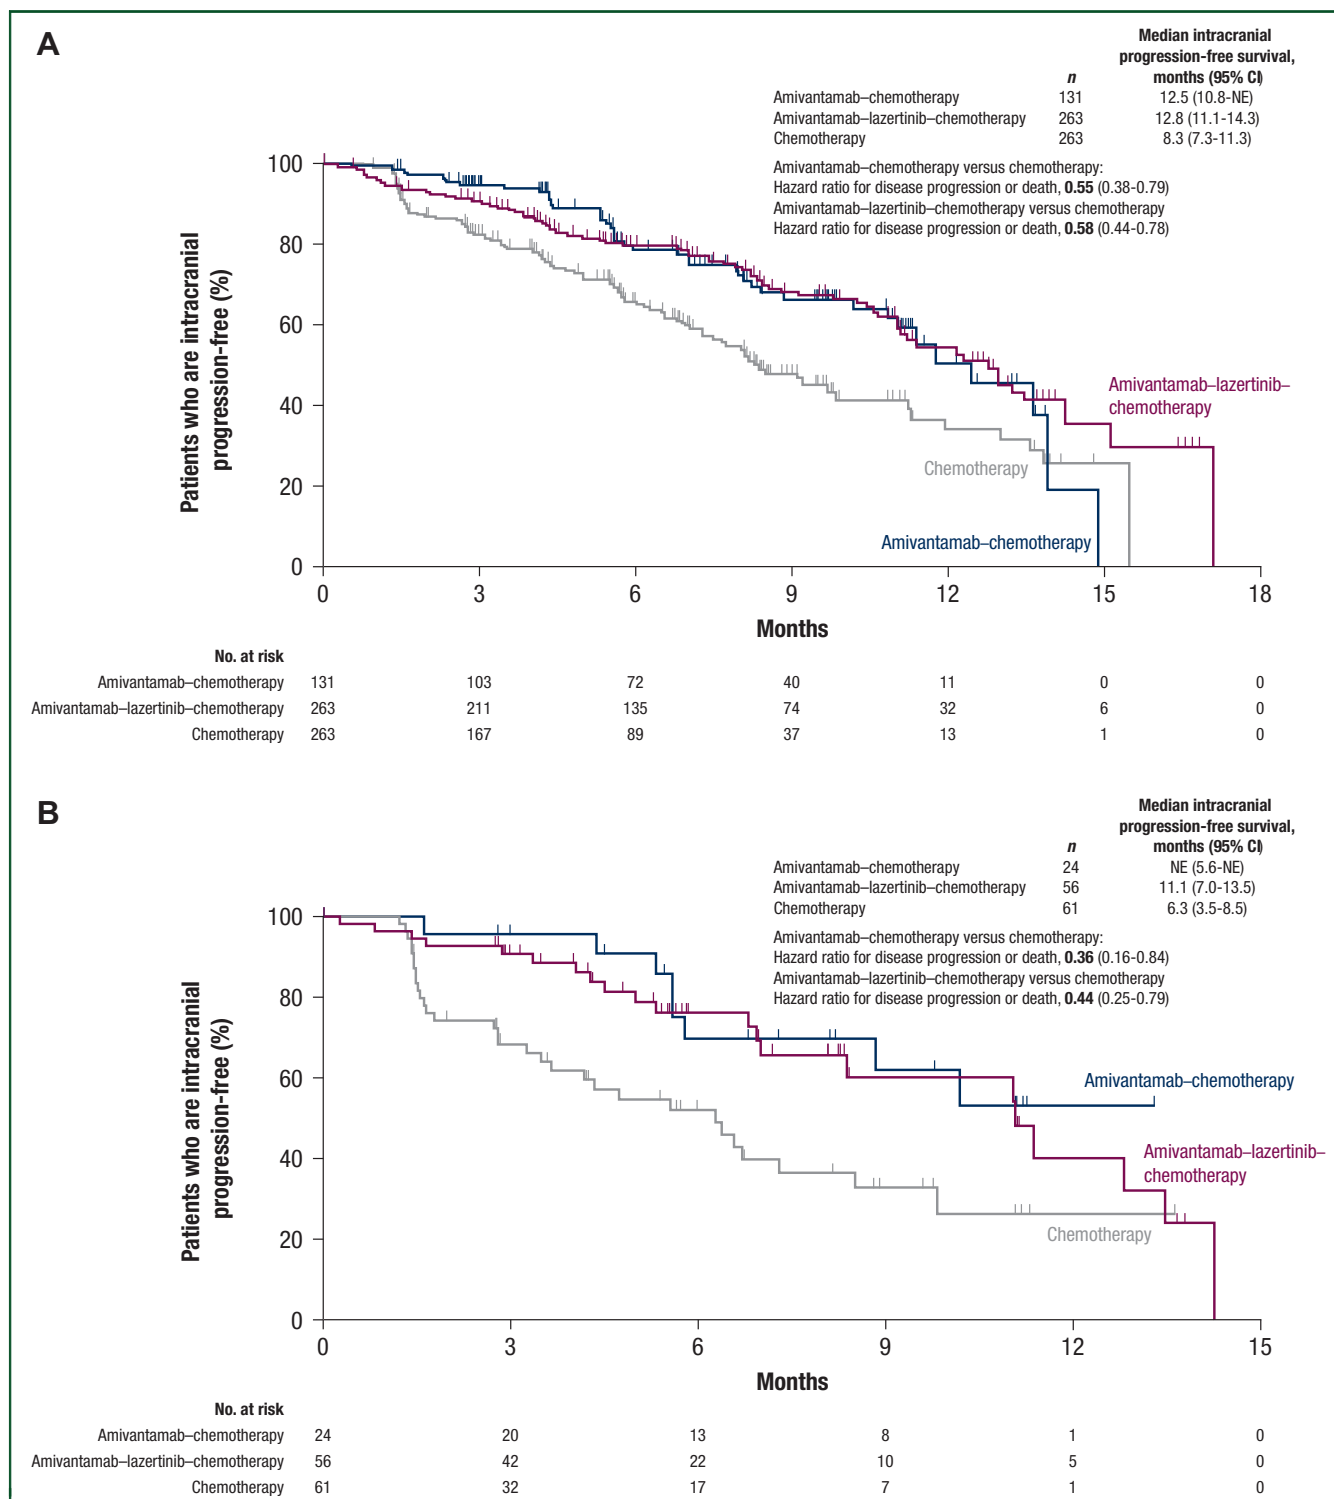 A
Median intracranial
progression-free survival,
n months (95% CI)
Amivantamab–chemotherapy 131 12.5 (10.8-NE)
Amivantamab–lazertinib–chemotherapy 263 12.8 (11.1-14.3)
Chemotherapy 263 8.3 (7.3-11.3)
Amivantamab–chemotherapy versus chemotherapy:
Hazard ratio for disease progression or death, 0.55 (0.38-0.79)
Amivantamab–lazertinib–chemotherapy versus chemotherapy
Hazard ratio for disease progression or death, 0.58 (0.44-0.78)
Patients who are intracranial
progression-free (%)
100
80
60
40
20
0
Amivantamab–lazertinib–
chemotherapy
Chemotherapy
Amivantamab–chemotherapy
0 3 6 9 12 15 18
Months
No. at risk
Amivantamab–chemotherapy 131 103 72 40 11 0 0
Amivantamab–lazertinib–chemotherapy 263 211 135 74 32 6 0
Chemotherapy 263 167 89 37 13 1 0
B
Median intracranial
progression-free survival,
n months (95% CI)
Amivantamab–chemotherapy 24 NE (5.6-NE)
Amivantamab–lazertinib–chemotherapy 56 11.1 (7.0-13.5)
Chemotherapy 61 6.3 (3.5-8.5)
Amivantamab–chemotherapy versus chemotherapy:
Hazard ratio for disease progression or death, 0.36 (0.16-0.84)
Amivantamab–lazertinib–chemotherapy versus chemotherapy
Hazard ratio for disease progression or death, 0.44 (0.25-0.79)
Patients who are intracranial
progression-free (%)
100
80
60
40
20
0
Amivantamab–chemotherapy
Amivantamab–lazertinib–
chemotherapy
Chemotherapy
0 3 6 9 12 15
Months
No. at risk
Amivantamab–chemotherapy 24 20 13 8 1 0
Amivantamab–lazertinib–chemotherapy 56 42 22 10 5 0
Chemotherapy 61 32 17 7 1 0